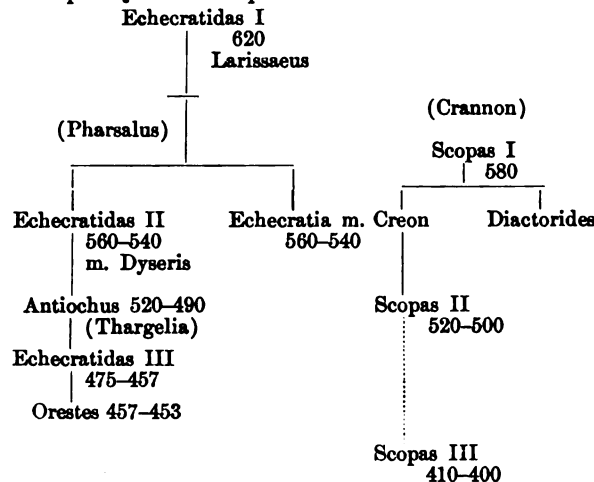 Echecratidas I
620
Larissaeus
(Crannon)
(Pharsalus)
Scopas I
580
Echecratidas II
560–540
m. Dyseris
Echecratia m. Creon
560–540
Diactorides
Antiochus 520–490
(Thargelia)
Scopas II
520–500
Echecratidas III
475–457
Orestes 457–453
Scopas III
410–400